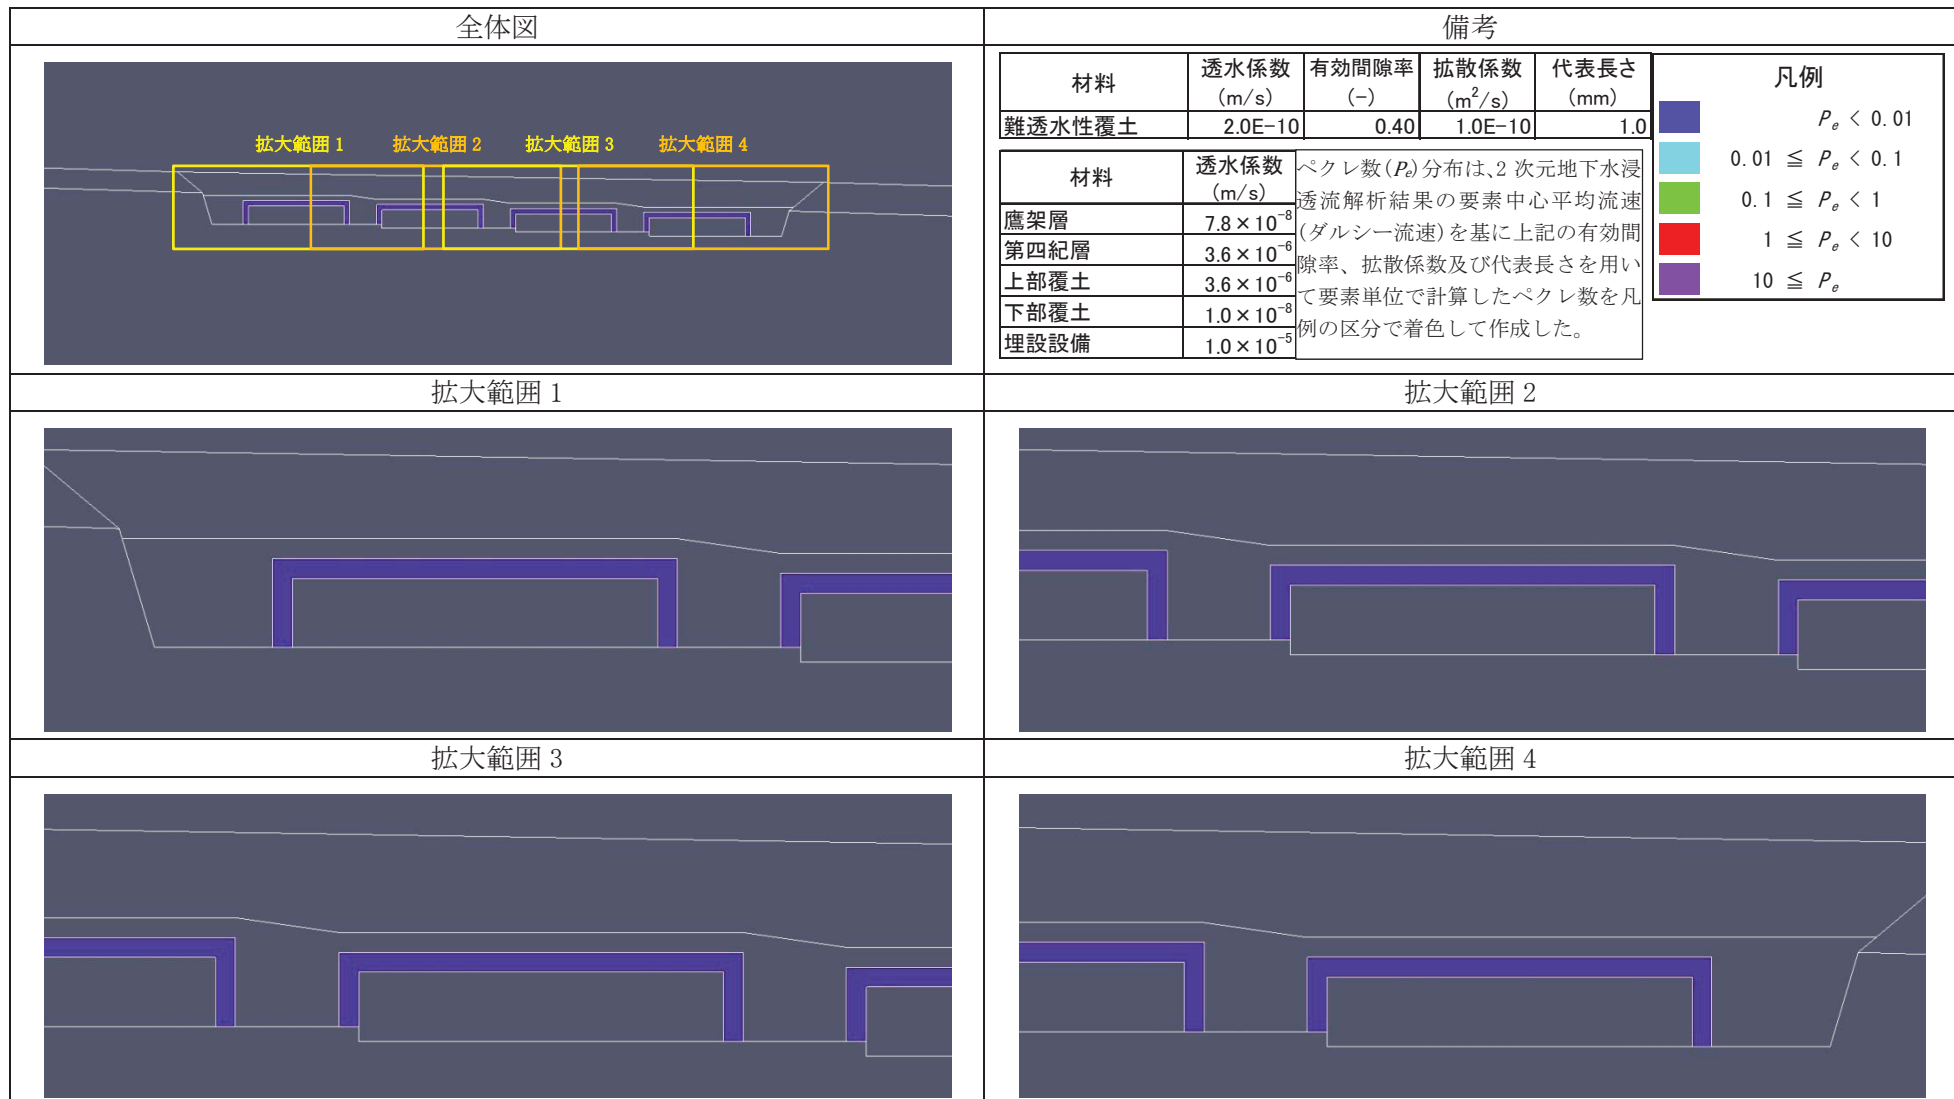 全体図
備考
拡大範囲 1
拡大範囲 2
拡大範囲 3
拡大範囲 4
材料
透水係数
(m/s)
有効間隙率
(-)
拡散係数
(m²/s)
代表長さ
(mm)
難透水性覆土 2.0E-10 0.40 1.0E-10 1.0
材料
透水係数
(m/s)
鷹架層 7.8×10⁻⁸
第四紀層 3.6×10⁻⁶
上部覆土 3.6×10⁻⁶
下部覆土 1.0×10⁻⁸
埋設設備 1.0×10⁻⁵
ペクレ数(Pe)分布は、2 次元地下水浸
透流解析結果の要素中心平均流速
(ダルシー流速)を基に上記の有効間
隙率、拡散係数及び代表長さを用い
て要素単位で計算したペクレ数を凡
例の区分で着色して作成した。
凡例
Pe < 0.01
0.01 ≦ Pe < 0.1
0.1 ≦ Pe < 1
1 ≦ Pe < 10
10 ≦ Pe
拡大範囲 1
拡大範囲 2
拡大範囲 3
拡大範囲 4